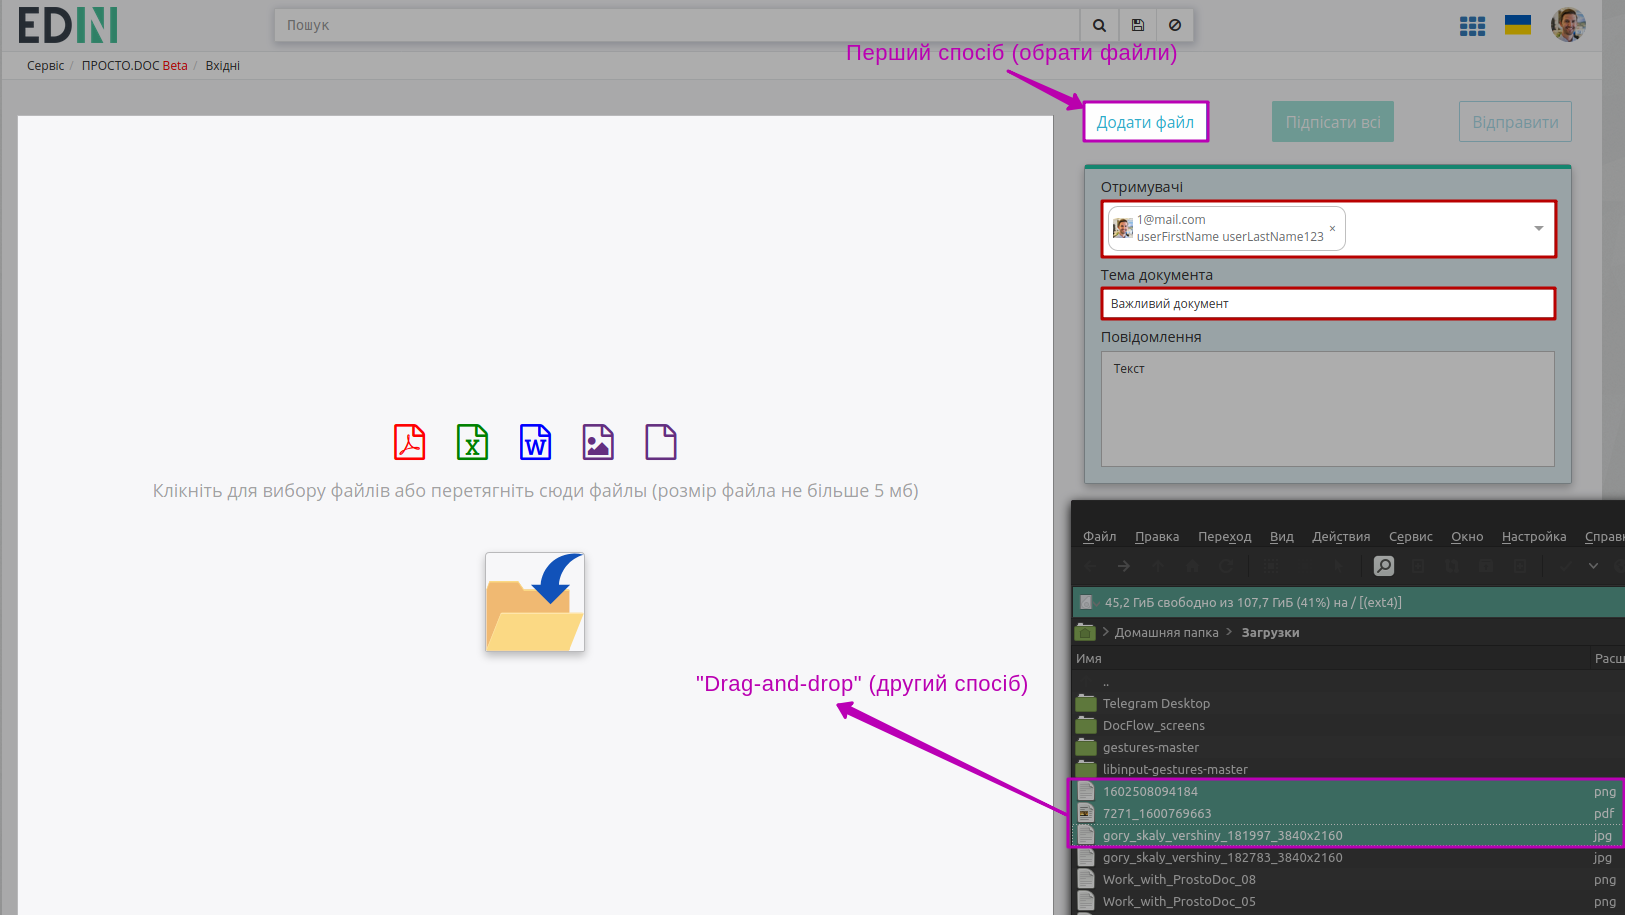 EDIN
Пошук
Перший спосіб (обрати файли)
Сервіс / ПРОСТО.DOC Beta / Вхідні
Додати файл
Підпісати всі
Відправити
Отримувачі
1@mail.com
userFirstName userLastName123 ×
Тема документа
Важливий документ
Повідомлення
Текст
Клікніть для вибору файлів або перетягніть сюди файлы (розмір файла не більше 5 мб)
"Drag-and-drop" (другий спосіб)
Файл Правка Переход Вид Действия Сервис Окно Настройка Справк
45,2 ГиБ свободно из 107,7 ГиБ (41%) на / [(ext4)]
Домашняя папка > Загрузки
Имя Расш
..
Telegram Desktop
DocFlow_screens
gestures-master
libinput-gestures-master
1602508094184 png
7271_1600769663 pdf
gory_skaly_vershiny_181997_3840x2160 jpg
gory_skaly_vershiny_182783_3840x2160 jpg
Work_with_ProstoDoc_08 png
Work_with_ProstoDoc_05 png